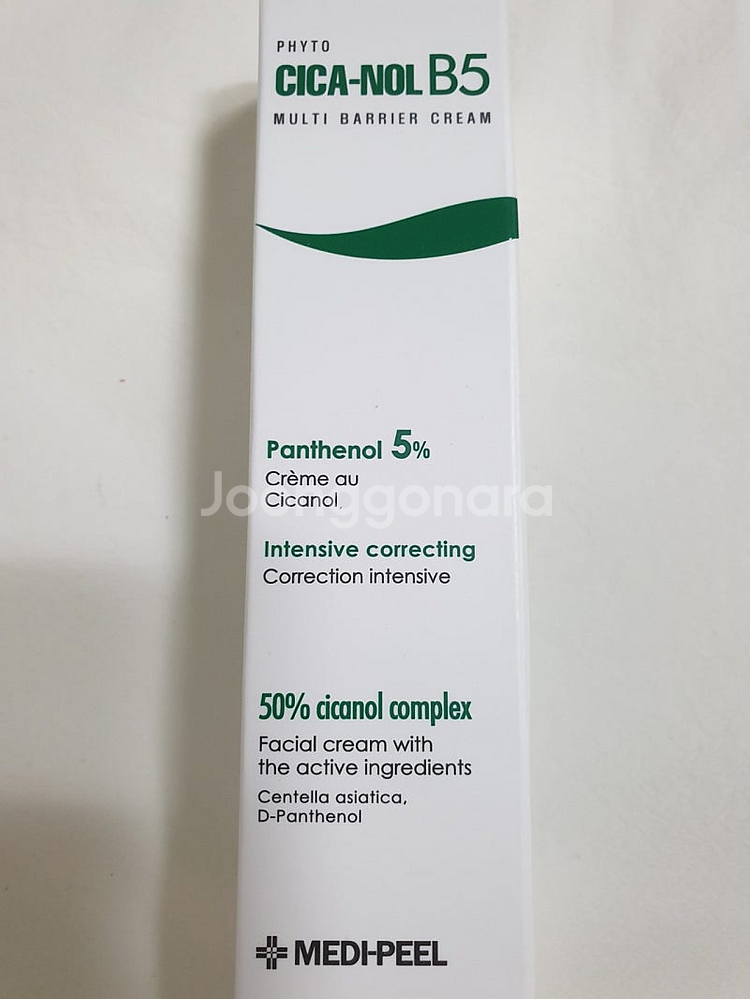 PHYTO
CICA-NOL B5
MULTI BARRIER CREAM
Panthenol 5%
Crème au
Cicanol
Joonggonara
Intensive correcting
Correction intensive
50% cicanol complex
Facial cream with
the active ingredients
Centella asiatica,
D-Panthenol
MEDI-PEEL